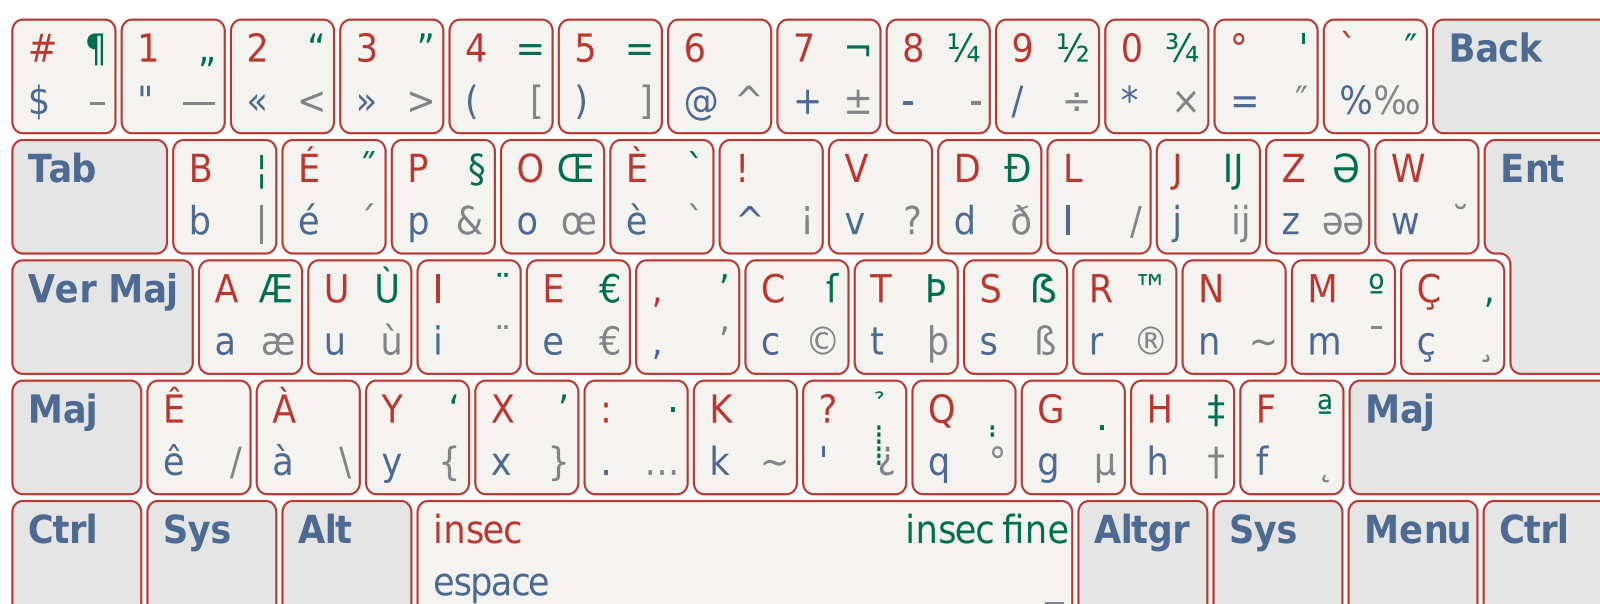 # ¶ 1 „ 2 “ 3 ” 4 = 5 = 6 7 ¬ 8 ¼ 9 ½ 0 ¾ ° ' ` ˝ Back
$ – " — « < » > ( [ ) ] @ ^ + ± - - / ÷ * × = ˝ % ‰
Tab B ¦ É ˝ P § O Œ È ` ! V D Ð L J Ĳ Z Ə W Ent
b | é ´ p & o œ è ` ^ ¡ v ? d ð l / j ĳ z əə w ˘
Ver Maj A Æ U Ù I ¨ E € , ’ C ſ T Þ S ẞ R ™ N M º Ç ,
a æ u ù i ¨ e € , ’ c © t þ s ß r ® n ~ m ¯ ç ¸
Maj Ê À Y ‘ X ’ : · K ? ̉ Q G . H ‡ F ª Maj
ê / à \ y { x } . … k ~ ' ¿ q ° g µ h † f ˛
Ctrl Sys Alt insec insec fine Altgr Sys Menu Ctrl
espace _